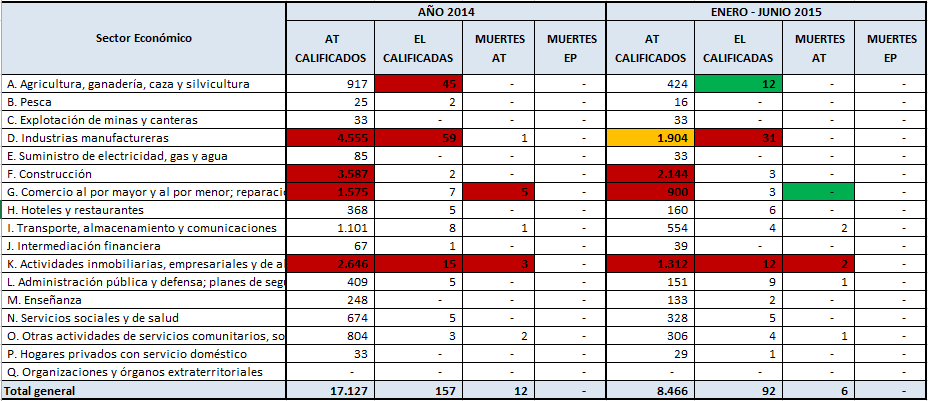 AÑO 2014 ENERO - JUNIO 2015
Sector Económico AT CALIFICADOS EL CALIFICADAS MUERTES AT MUERTES EP AT CALIFICADOS EL CALIFICADAS MUERTES AT MUERTES EP
A. Agricultura, ganadería, caza y silvicultura 917 45 - - 424 12 - -
B. Pesca 25 2 - - 16 - - -
C. Explotación de minas y canteras 33 - - - 33 - - -
D. Industrias manufactureras 4.555 59 1 - 1.904 31 - -
E. Suministro de electricidad, gas y agua 85 - - - 33 - - -
F. Construcción 3.587 2 - - 2.144 3 - -
G. Comercio al por mayor y al por menor; reparació 1.575 7 5 - 900 3 - -
H. Hoteles y restaurantes 368 5 - - 160 6 - -
I. Transporte, almacenamiento y comunicaciones 1.101 8 1 - 554 4 2 -
J. Intermediación financiera 67 1 - - 39 - - -
K. Actividades inmobiliarias, empresariales y de al 2.646 15 3 - 1.312 12 2 -
L. Administración pública y defensa; planes de seg 409 5 - - 151 9 1 -
M. Enseñanza 248 - - - 133 2 - -
N. Servicios sociales y de salud 674 5 - - 328 5 - -
O. Otras actividades de servicios comunitarios, so 804 3 2 - 306 4 1 -
P. Hogares privados con servicio doméstico 33 - - - 29 1 - -
Q. Organizaciones y órganos extraterritoriales - - - - - - - -
Total general 17.127 157 12 - 8.466 92 6 -